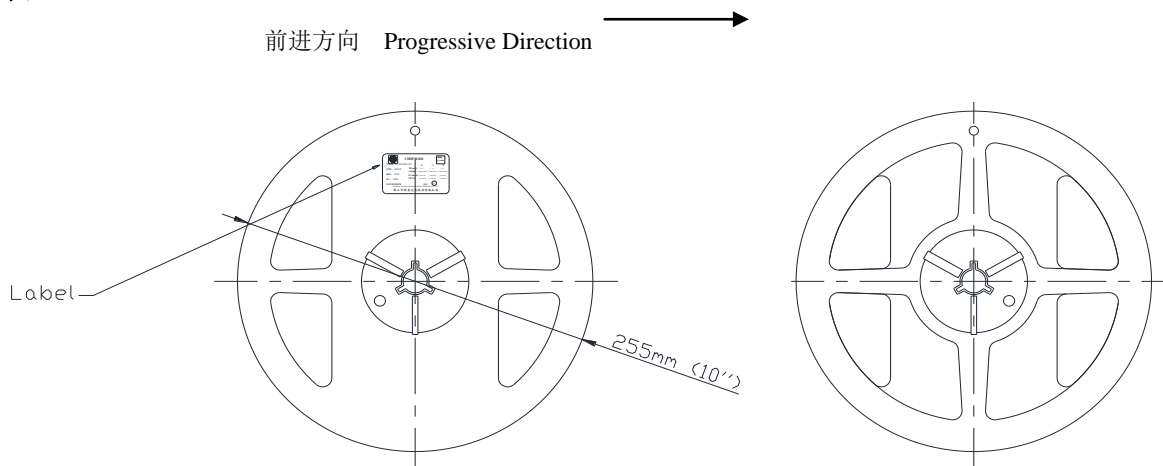 前进方向 Progressive Direction
Label
255mm (10'')